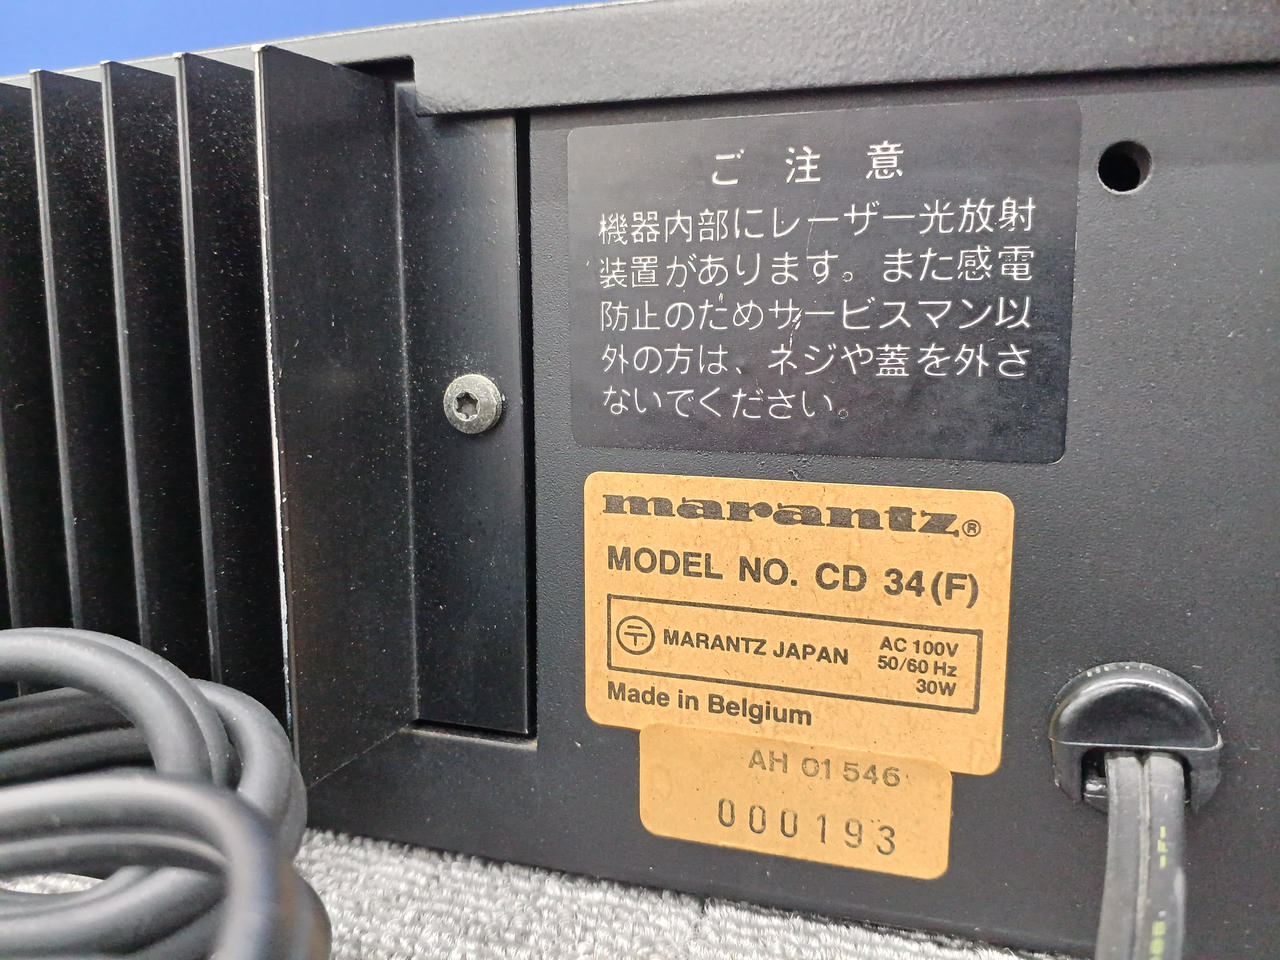 ご注意
機器内部にレーザー光放射
装置があります。また感電
防止のためサービスマン以
外の方は、ネジや蓋を外さ
ないでください。
marantz®
MODEL NO. CD 34(F)
〒 MARANTZ JAPAN
AC 100V
50/60 Hz
30W
Made in Belgium
AH 01546
000193